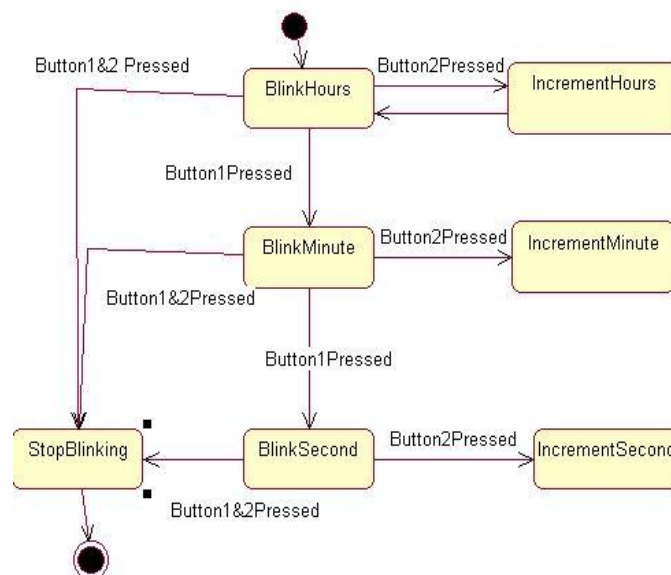 Button1&2 Pressed
Button2Pressed
BlinkHours
IncrementHours
Button1Pressed
BlinkMinute
Button2Pressed
IncrementMinute
Button1&2Pressed
Button1Pressed
StopBlinking
BlinkSecond
Button2Pressed
IncrementSecond
Button1&2Pressed